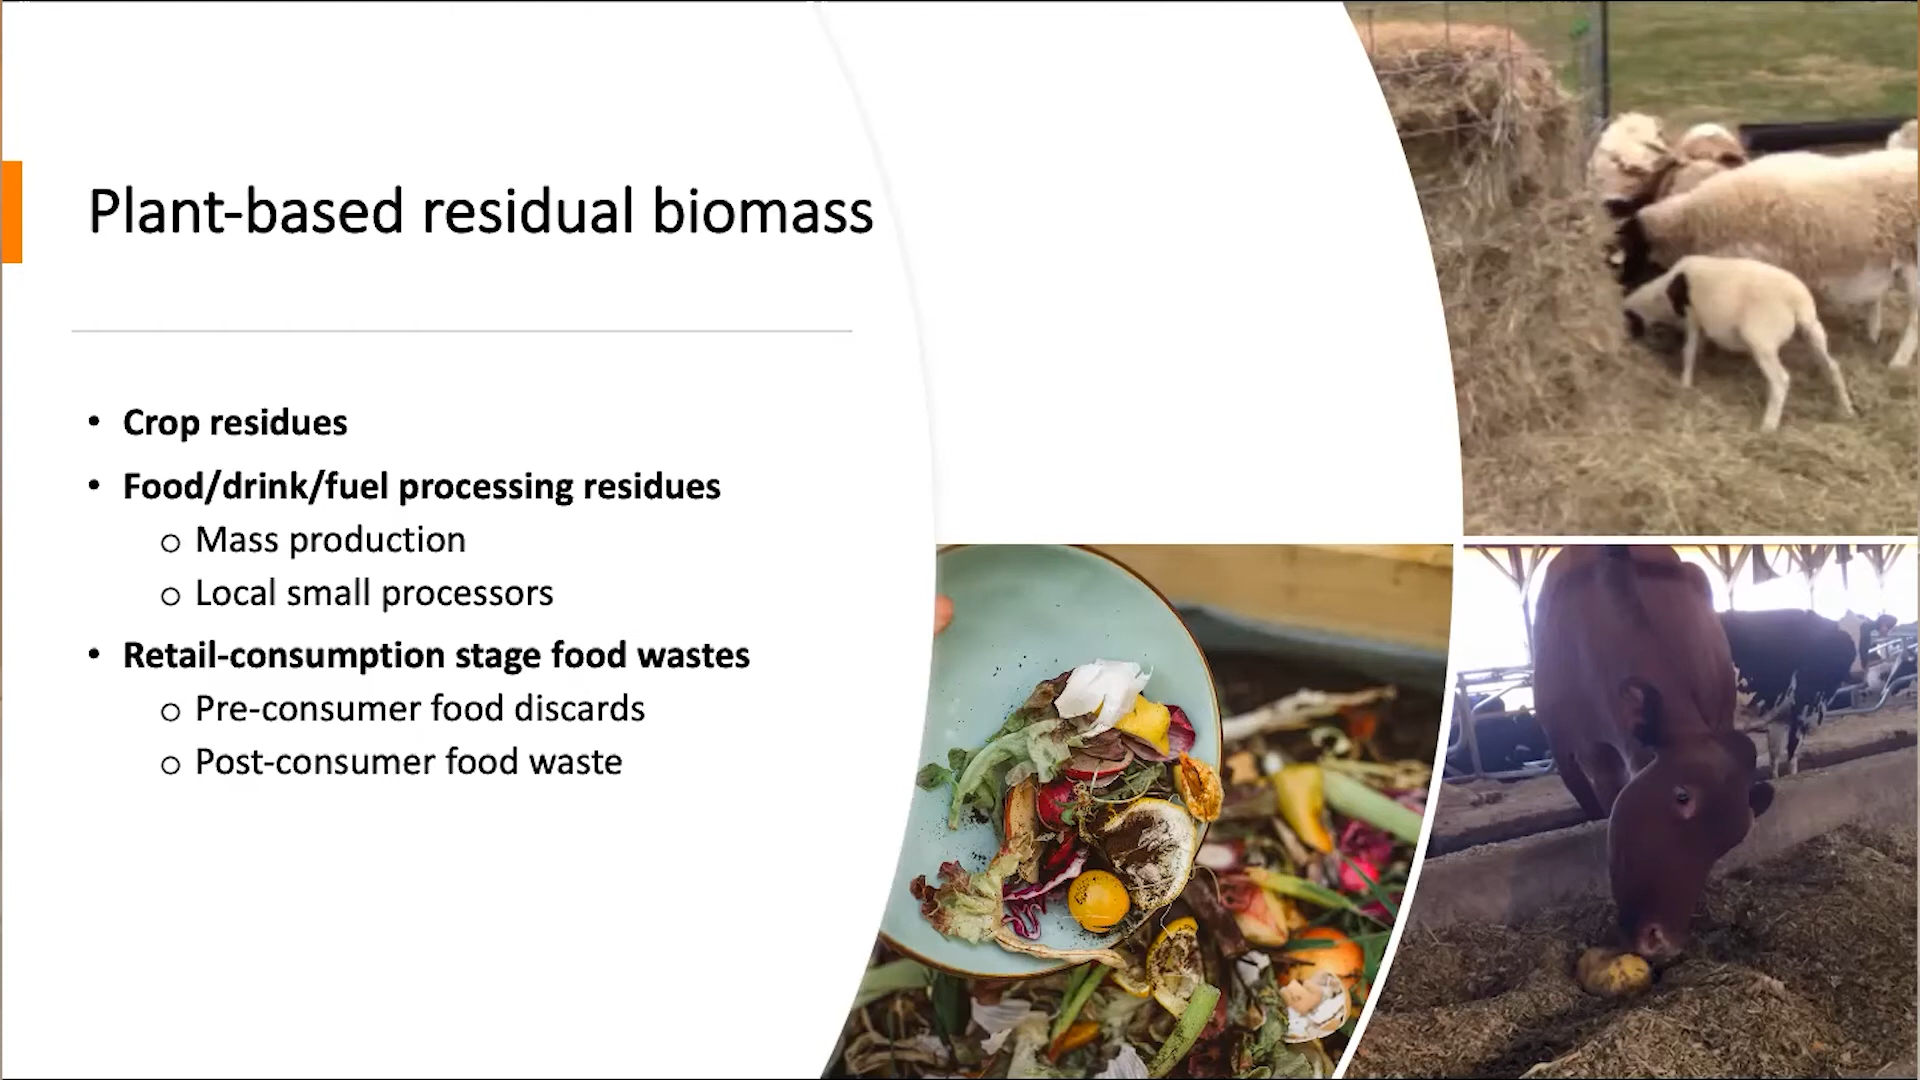 Plant-based residual biomass
• Crop residues
• Food/drink/fuel processing residues
o Mass production
o Local small processors
• Retail-consumption stage food wastes
o Pre-consumer food discards
o Post-consumer food waste